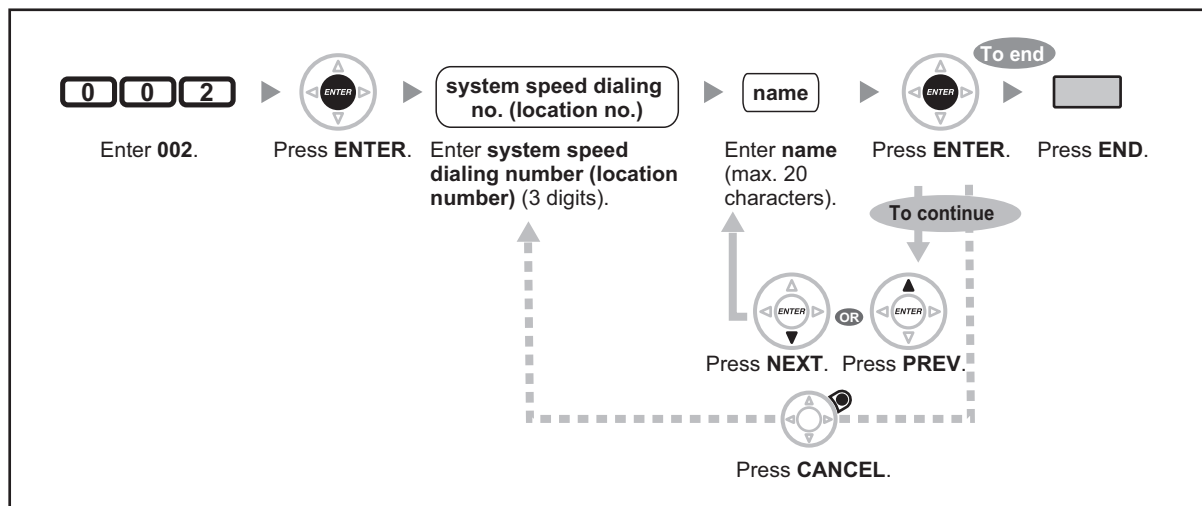 To end
0 0 2
ENTER
system speed dialing
no. (location no.)
name
ENTER
Enter 002.
Press ENTER.
Enter system speed
dialing number (location
number) (3 digits).
Enter name
(max. 20
characters).
Press ENTER.
Press END.
To continue
ENTER
OR
ENTER
Press NEXT.
Press PREV.
Press CANCEL.